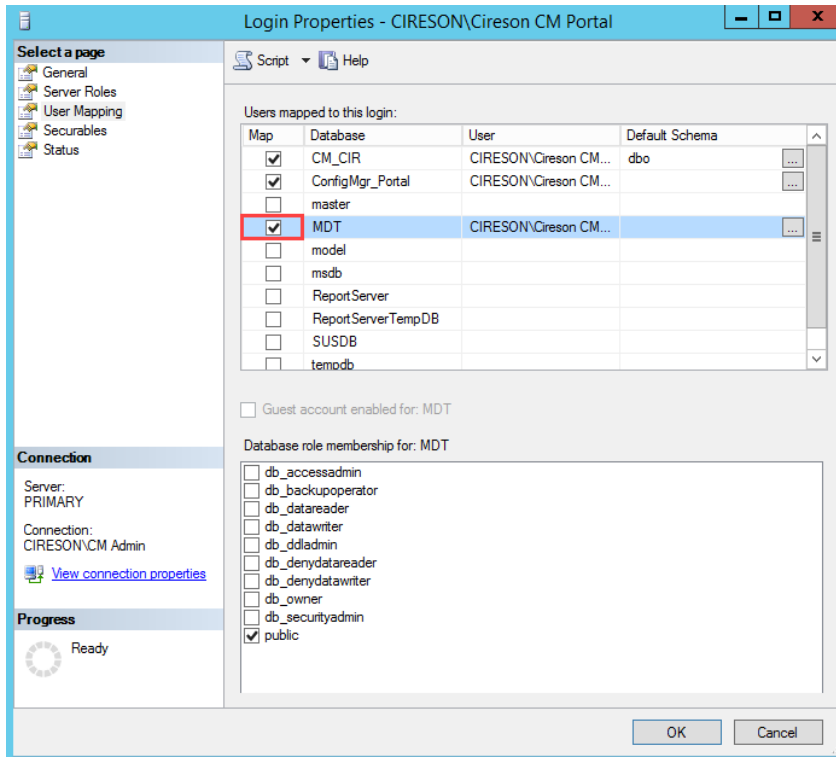 Login Properties - CIRESON\Cireson CM Portal
Select a page
General
Server Roles
User Mapping
Securables
Status
Script Help
Users mapped to this login:
Map Database User Default Schema
CM_CIR CIRESON\Cireson CM... dbo ...
ConfigMgr_Portal CIRESON\Cireson CM... ...
master
MDT CIRESON\Cireson CM... ...
model
msdb
ReportServer
ReportServerTempDB
SUSDB
tempdb
Guest account enabled for: MDT
Database role membership for: MDT
db_accessadmin
db_backupoperator
db_datareader
db_datawriter
db_ddladmin
db_denydatareader
db_denydatawriter
db_owner
db_securityadmin
public
Connection
Server:
PRIMARY
Connection:
CIRESON\CM Admin
View connection properties
Progress
Ready
OK Cancel